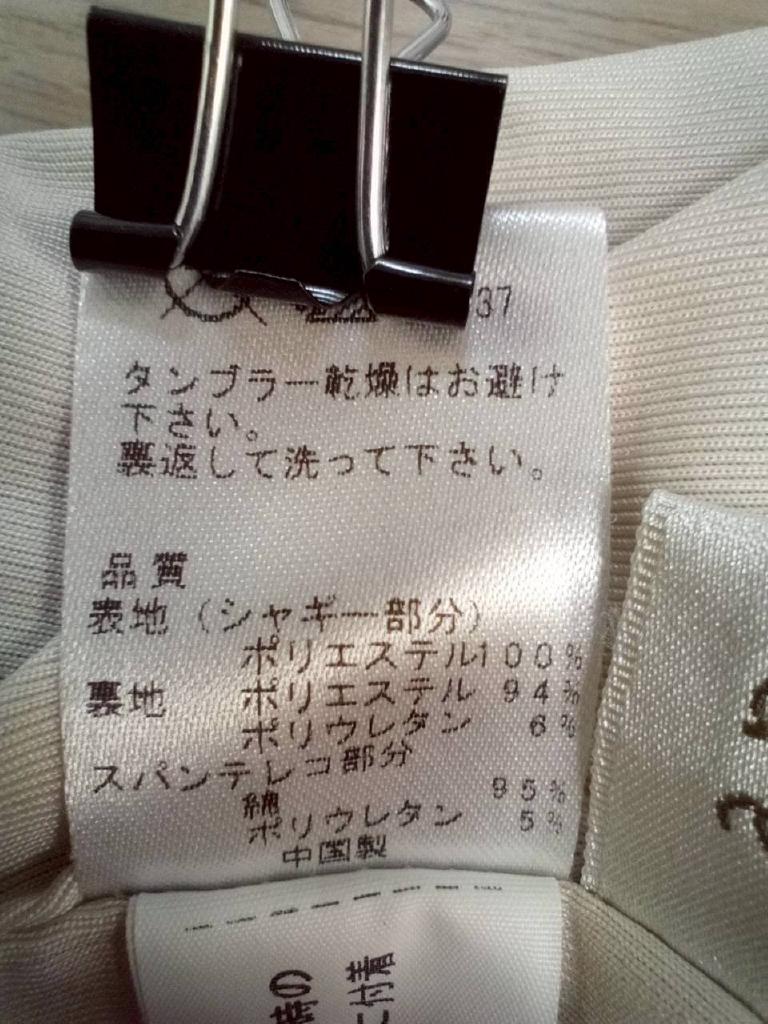 37
タンブラー乾燥はお避け
下さい。
裏返して洗って下さい。
品質
表地（シャギー部分）
ポリエステル100%
裏地 ポリエステル 94%
ポリウレタン 6%
スパンテレコ部分
綿 95%
ポリウレタン 5%
中国製
付着